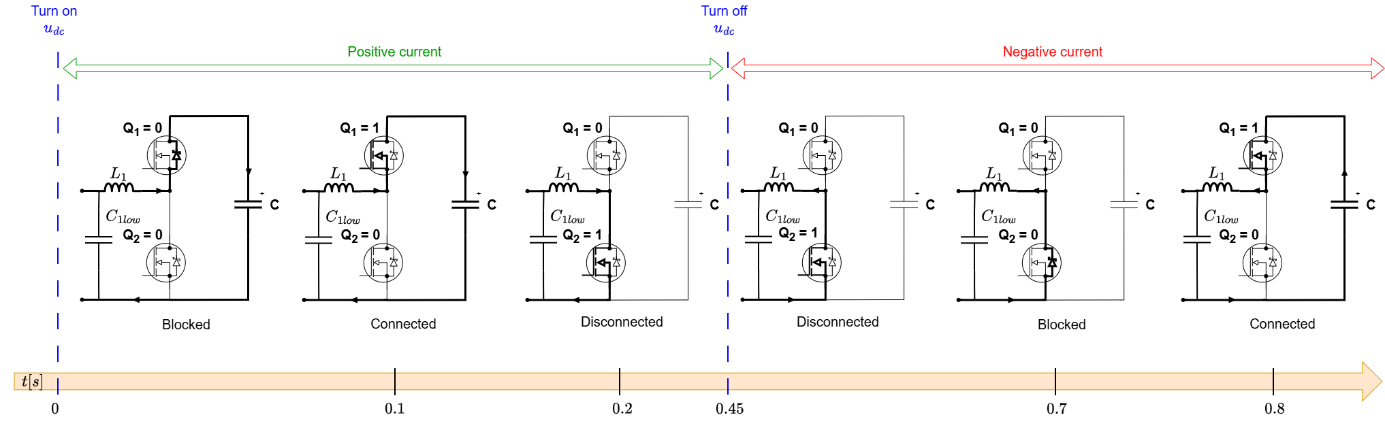 Turn on
u_dc
Turn off
u_dc
Positive current
Negative current
Q1 = 0
L1
C1low
Q2 = 0
+
C
Blocked
Q1 = 1
L1
C1low
Q2 = 0
+
C
Connected
Q1 = 0
L1
C1low
Q2 = 1
+
C
Disconnected
Q1 = 0
L1
C1low
Q2 = 1
+
C
Disconnected
Q1 = 0
L1
C1low
Q2 = 0
+
C
Blocked
Q1 = 1
L1
C1low
Q2 = 0
+
C
Connected
t[s]
0 0.1 0.2 0.45 0.7 0.8